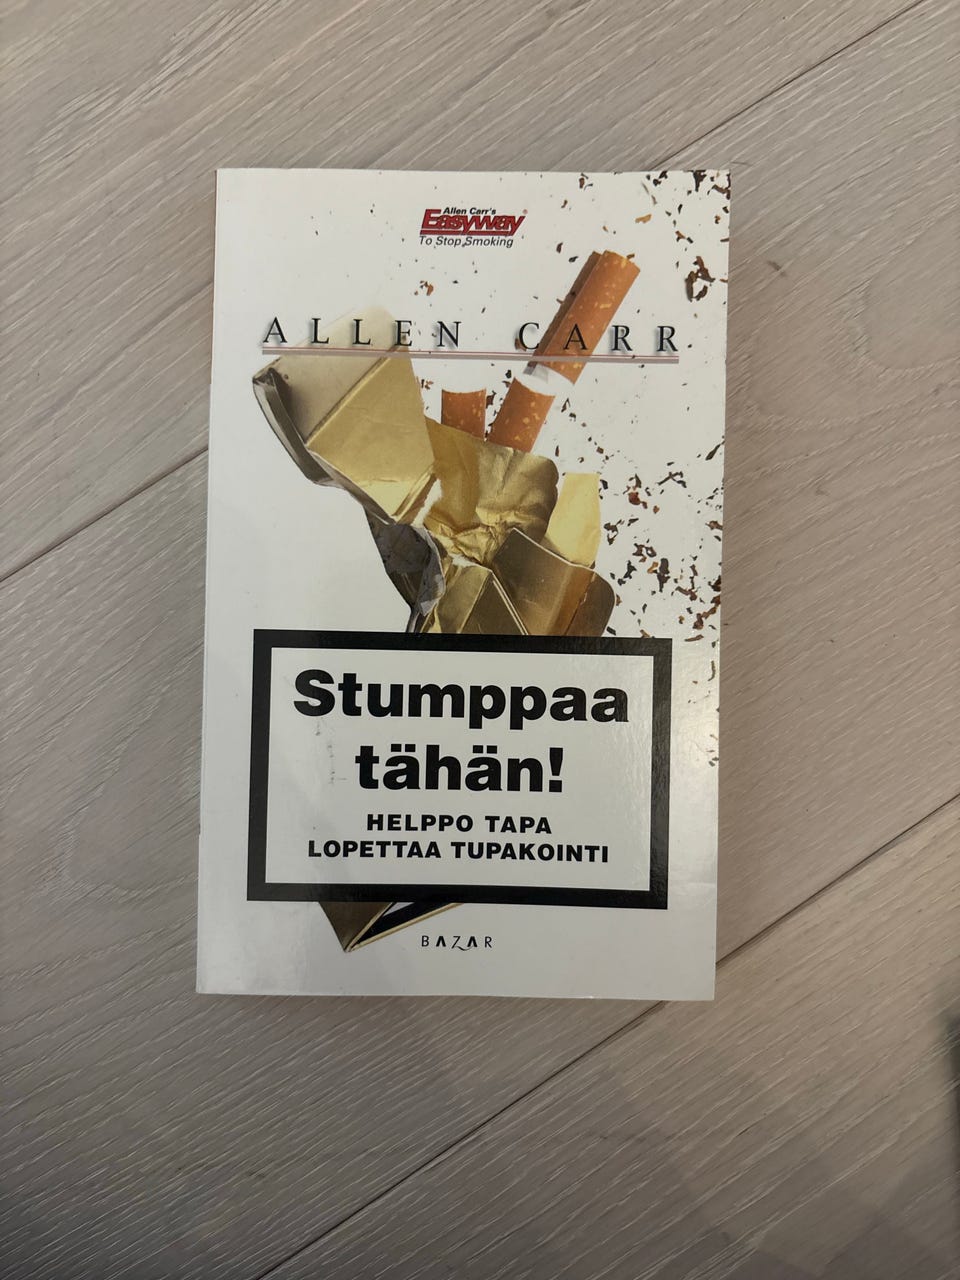 Allen Carr's
Easyway®
To Stop Smoking
ALLEN CARR
Stumppaa
tähän!
HELPPO TAPA
LOPETTAA TUPAKOINTI
BAZAR